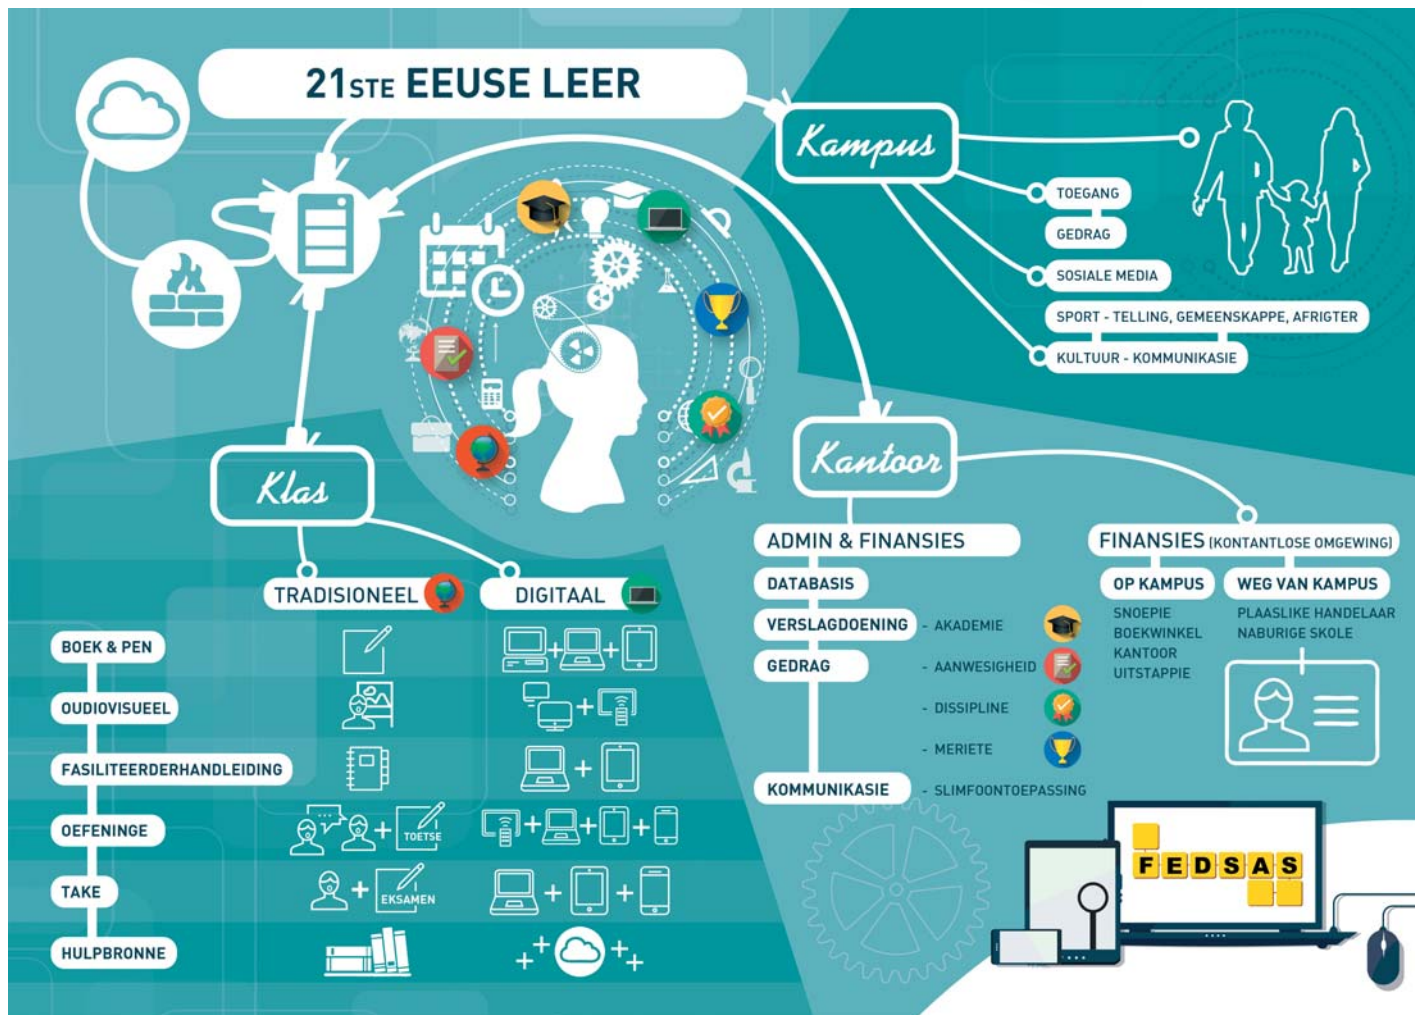 21STE EEUSE LEER
Kampus
TOEGANG
GEDRAG
SOSIALE MEDIA
SPORT - TELLING, GEMEENSKAPPE, AFRIGTER
KULTUUR - KOMMUNIKASIE
Klas
TRADISIONEEL
DIGITAAL
BOEK & PEN
OUDIOVISUEEL
FASILITEERDERHANDLEIDING
OEFENINGE
TOETSE
TAKE
EKSAMEN
HULPBRONNE
Kantoor
ADMIN & FINANSIES
DATABASIS
VERSLAGDOENING - AKADEMIE
GEDRAG - AANWESIGHEID
- DISSIPLINE
- MERIETE
KOMMUNIKASIE - SLIMFOONTOEPASSING
FINANSIES (KONTANTLOSE OMGEWING)
OP KAMPUS
SNOEPIE
BOEKWINKEL
KANTOOR
UITSTAPPIE
WEG VAN KAMPUS
PLAASLIKE HANDELAAR
NABURIGE SKOLE
FEDSAS